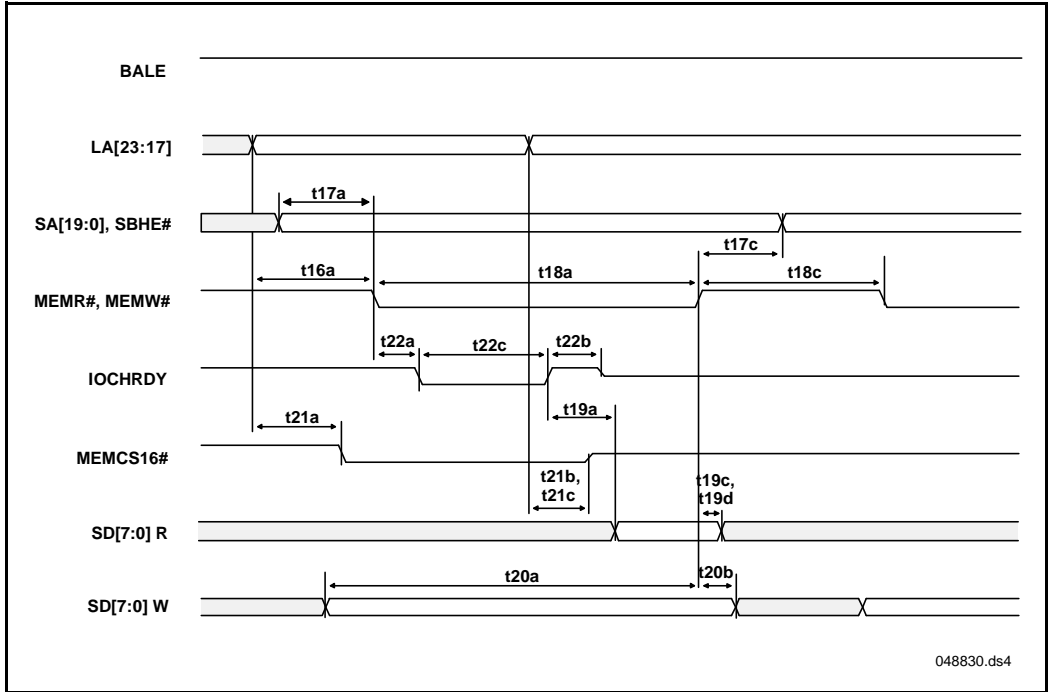 BALE
LA[23:17]
t17a
SA[19:0], SBHE#
t17c
t16a
t18a
t18c
MEMR#, MEMW#
t22a
t22c
t22b
IOCHRDY
t19a
t21a
MEMCS16#
t21b,
t21c
t19c,
t19d
SD[7:0] R
t20a
t20b
SD[7:0] W
048830.ds4